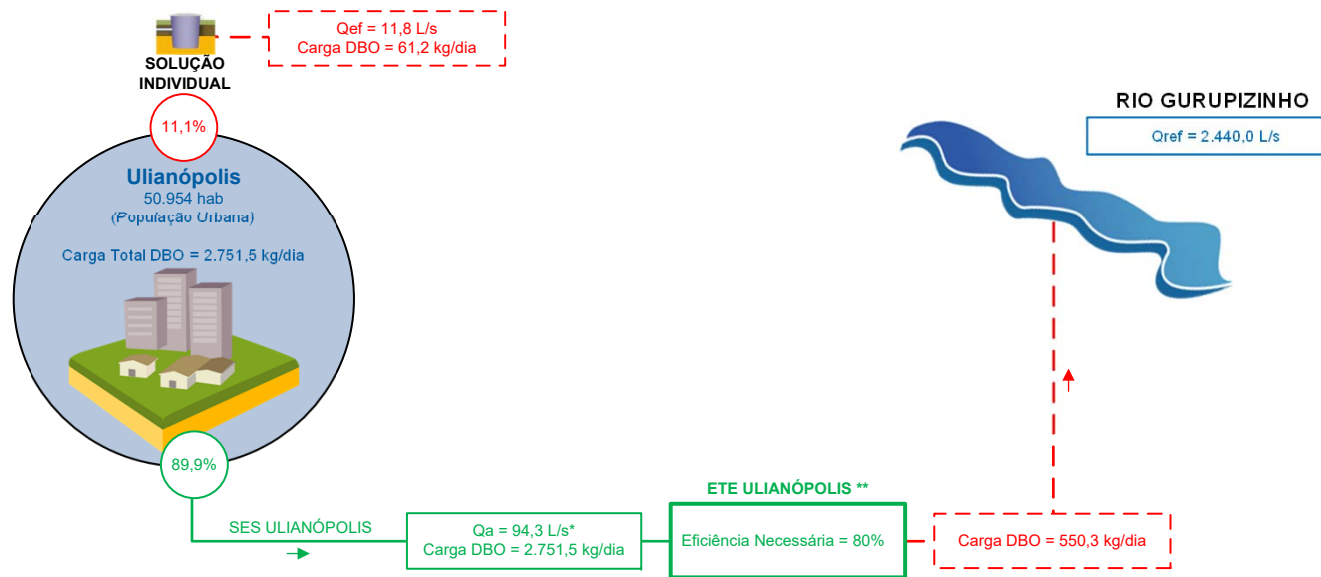 Qef = 11,8 L/s
Carga DBO = 61,2 kg/dia
SOLUÇÃO
INDIVIDUAL
11,1%
Ulianópolis
50.954 hab
(População Urbana)
Carga Total DBO = 2.751,5 kg/dia
89,9%
SES ULIANÓPOLIS
Qa = 94,3 L/s*
Carga DBO = 2.751,5 kg/dia
ETE ULIANÓPOLIS **
Eficiência Necessária = 80%
Carga DBO = 550,3 kg/dia
RIO GURUPIZINHO
Qref = 2.440,0 L/s